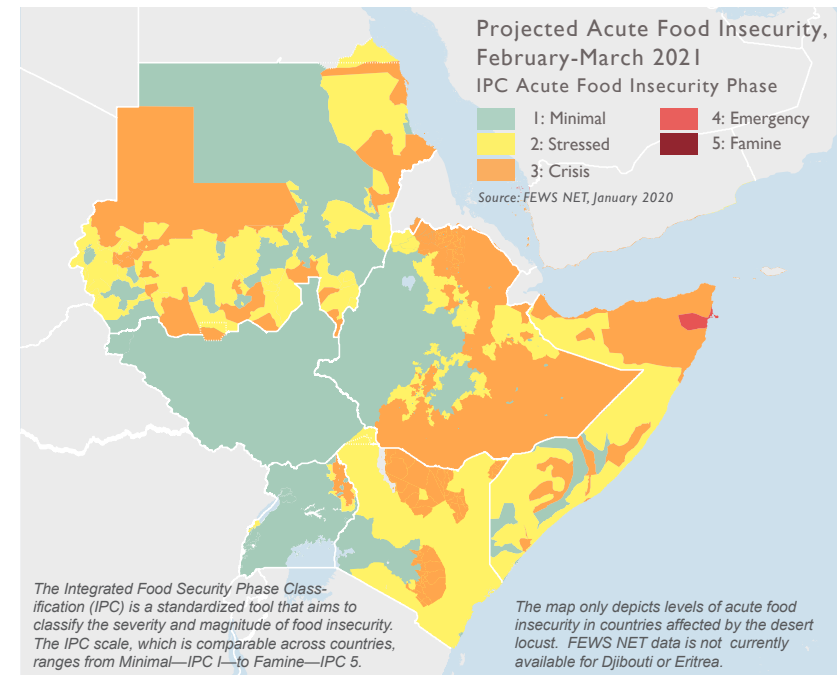 Projected Acute Food Insecurity,
February-March 2021
IPC Acute Food Insecurity Phase
1: Minimal
2: Stressed
3: Crisis
4: Emergency
5: Famine
Source: FEWS NET, January 2020
The Integrated Food Security Phase Class-
ification (IPC) is a standardized tool that aims to
classify the severity and magnitude of food insecurity.
The IPC scale, which is comparable across countries,
ranges from Minimal—IPC I—to Famine—IPC 5.
The map only depicts levels of acute food
insecurity in countries affected by the desert
locust. FEWS NET data is not currently
available for Djibouti or Eritrea.